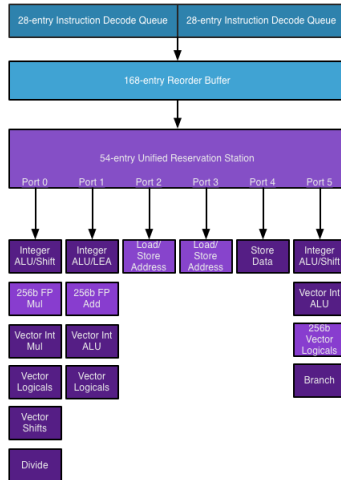 28-entry Instruction Decode Queue 28-entry Instruction Decode Queue
168-entry Reorder Buffer
54-entry Unified Reservation Station
Port 0 Port 1 Port 2 Port 3 Port 4 Port 5
Integer
ALU/Shift
Integer
ALU/LEA
Load/
Store
Address
Load/
Store
Address
Store
Data
Integer
ALU/Shift
256b FP
Mul
256b FP
Add
Vector Int
ALU
Vector Int
Mul
Vector Int
ALU
256b
Vector
Logicals
Vector
Logicals
Vector
Logicals
Branch
Vector
Shifts
Divide